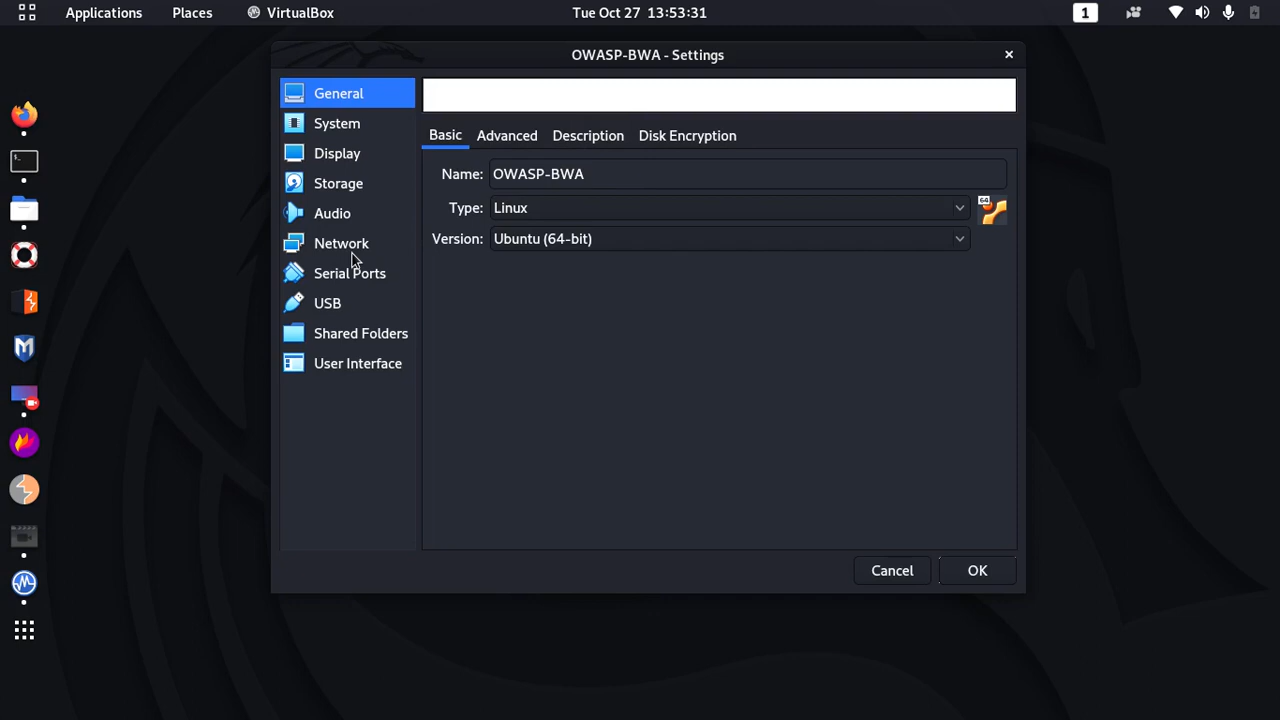 Applications Places VirtualBox Tue Oct 27 13:53:31 1
OWASP-BWA - Settings
General
System
Display
Storage
Audio
Network
Serial Ports
USB
Shared Folders
User Interface
Basic Advanced Description Disk Encryption
Name: OWASP-BWA
Type: Linux
64
Version: Ubuntu (64-bit)
Cancel OK